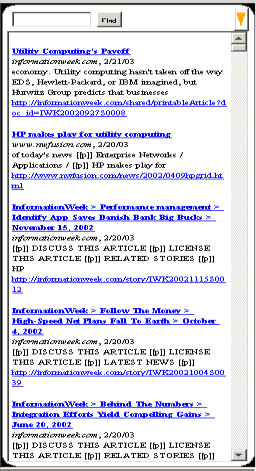 Find
Utility Computing's Payoff
informationweek.com, 2/21/03
economy. Utility computing hasn't taken off the way
EDS, Hewlett-Packard, or IBM imagined, but
Hurwitz Group predicts that businesses
http://informationweek.com/shared/printableArticle?d
oc_id=IWK20020927S0008
HP makes play for utility computing
www.nwfusion.com, 2/20/03
of today's news [[p]] Enterprise Networks /
Applications / [[p]] HP makes play for
http://www.nwfusion.com/news/2002/0409hpgrid.ht
ml
InformationWeek > Performance management >
Identify App Saves Danish Bank Big Bucks >
November 15, 2002
informationweek.com, 2/20/03
[[p]] DISCUSS THIS ARTICLE [[p]] LICENSE
THIS ARTICLE [[p]] RELATED STORIES [[p]]
HP
http://informationweek.com/story/IWK20021115S00
12
InformationWeek > Follow The Money >
High-Speed Net Plans Fall To Earth > October
4, 2002
informationweek.com, 2/20/03
[[p]] DISCUSS THIS ARTICLE [[p]] LICENSE
THIS ARTICLE [[p]] LATEST NEWS [[p]]
http://informationweek.com/story/IWK20021004S00
39
InformationWeek > Behind The Numbers >
Integration Efforts Yield Compelling Gains >
June 20, 2002
informationweek.com, 2/20/03
[[p]] DISCUSS THIS ARTICLE [[p]] LICENSE
THIS ARTICLE [[p]] RELATED STORIES [[p]]